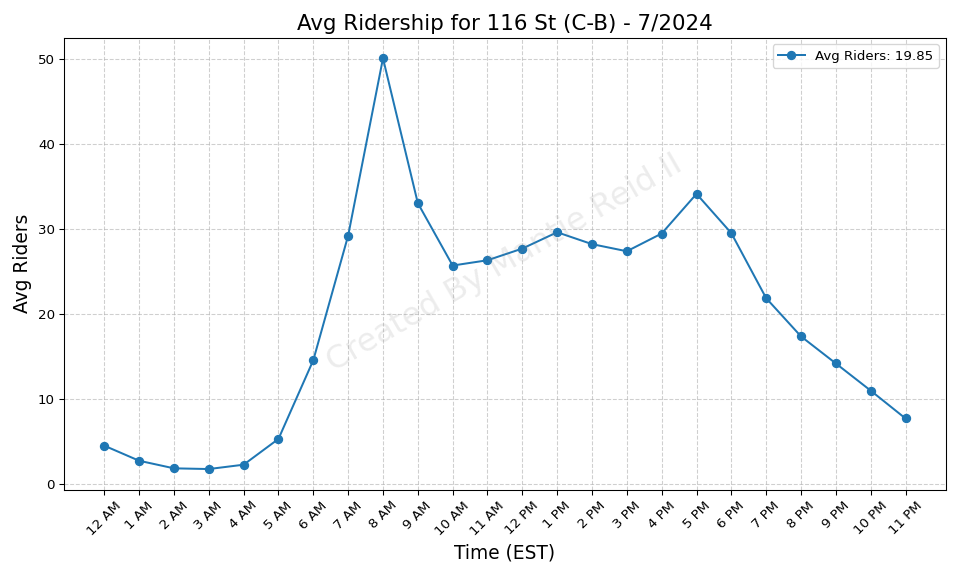 Avg Ridership for 116 St (C-B) - 7/2024
Avg Riders: 19.85
50
40
30
20
10
0
Avg Riders
Created By Mantie Reid II
12 AM
1 AM
2 AM
3 AM
4 AM
5 AM
6 AM
7 AM
8 AM
9 AM
10 AM
11 AM
12 PM
1 PM
2 PM
3 PM
4 PM
5 PM
6 PM
7 PM
8 PM
9 PM
10 PM
11 PM
Time (EST)